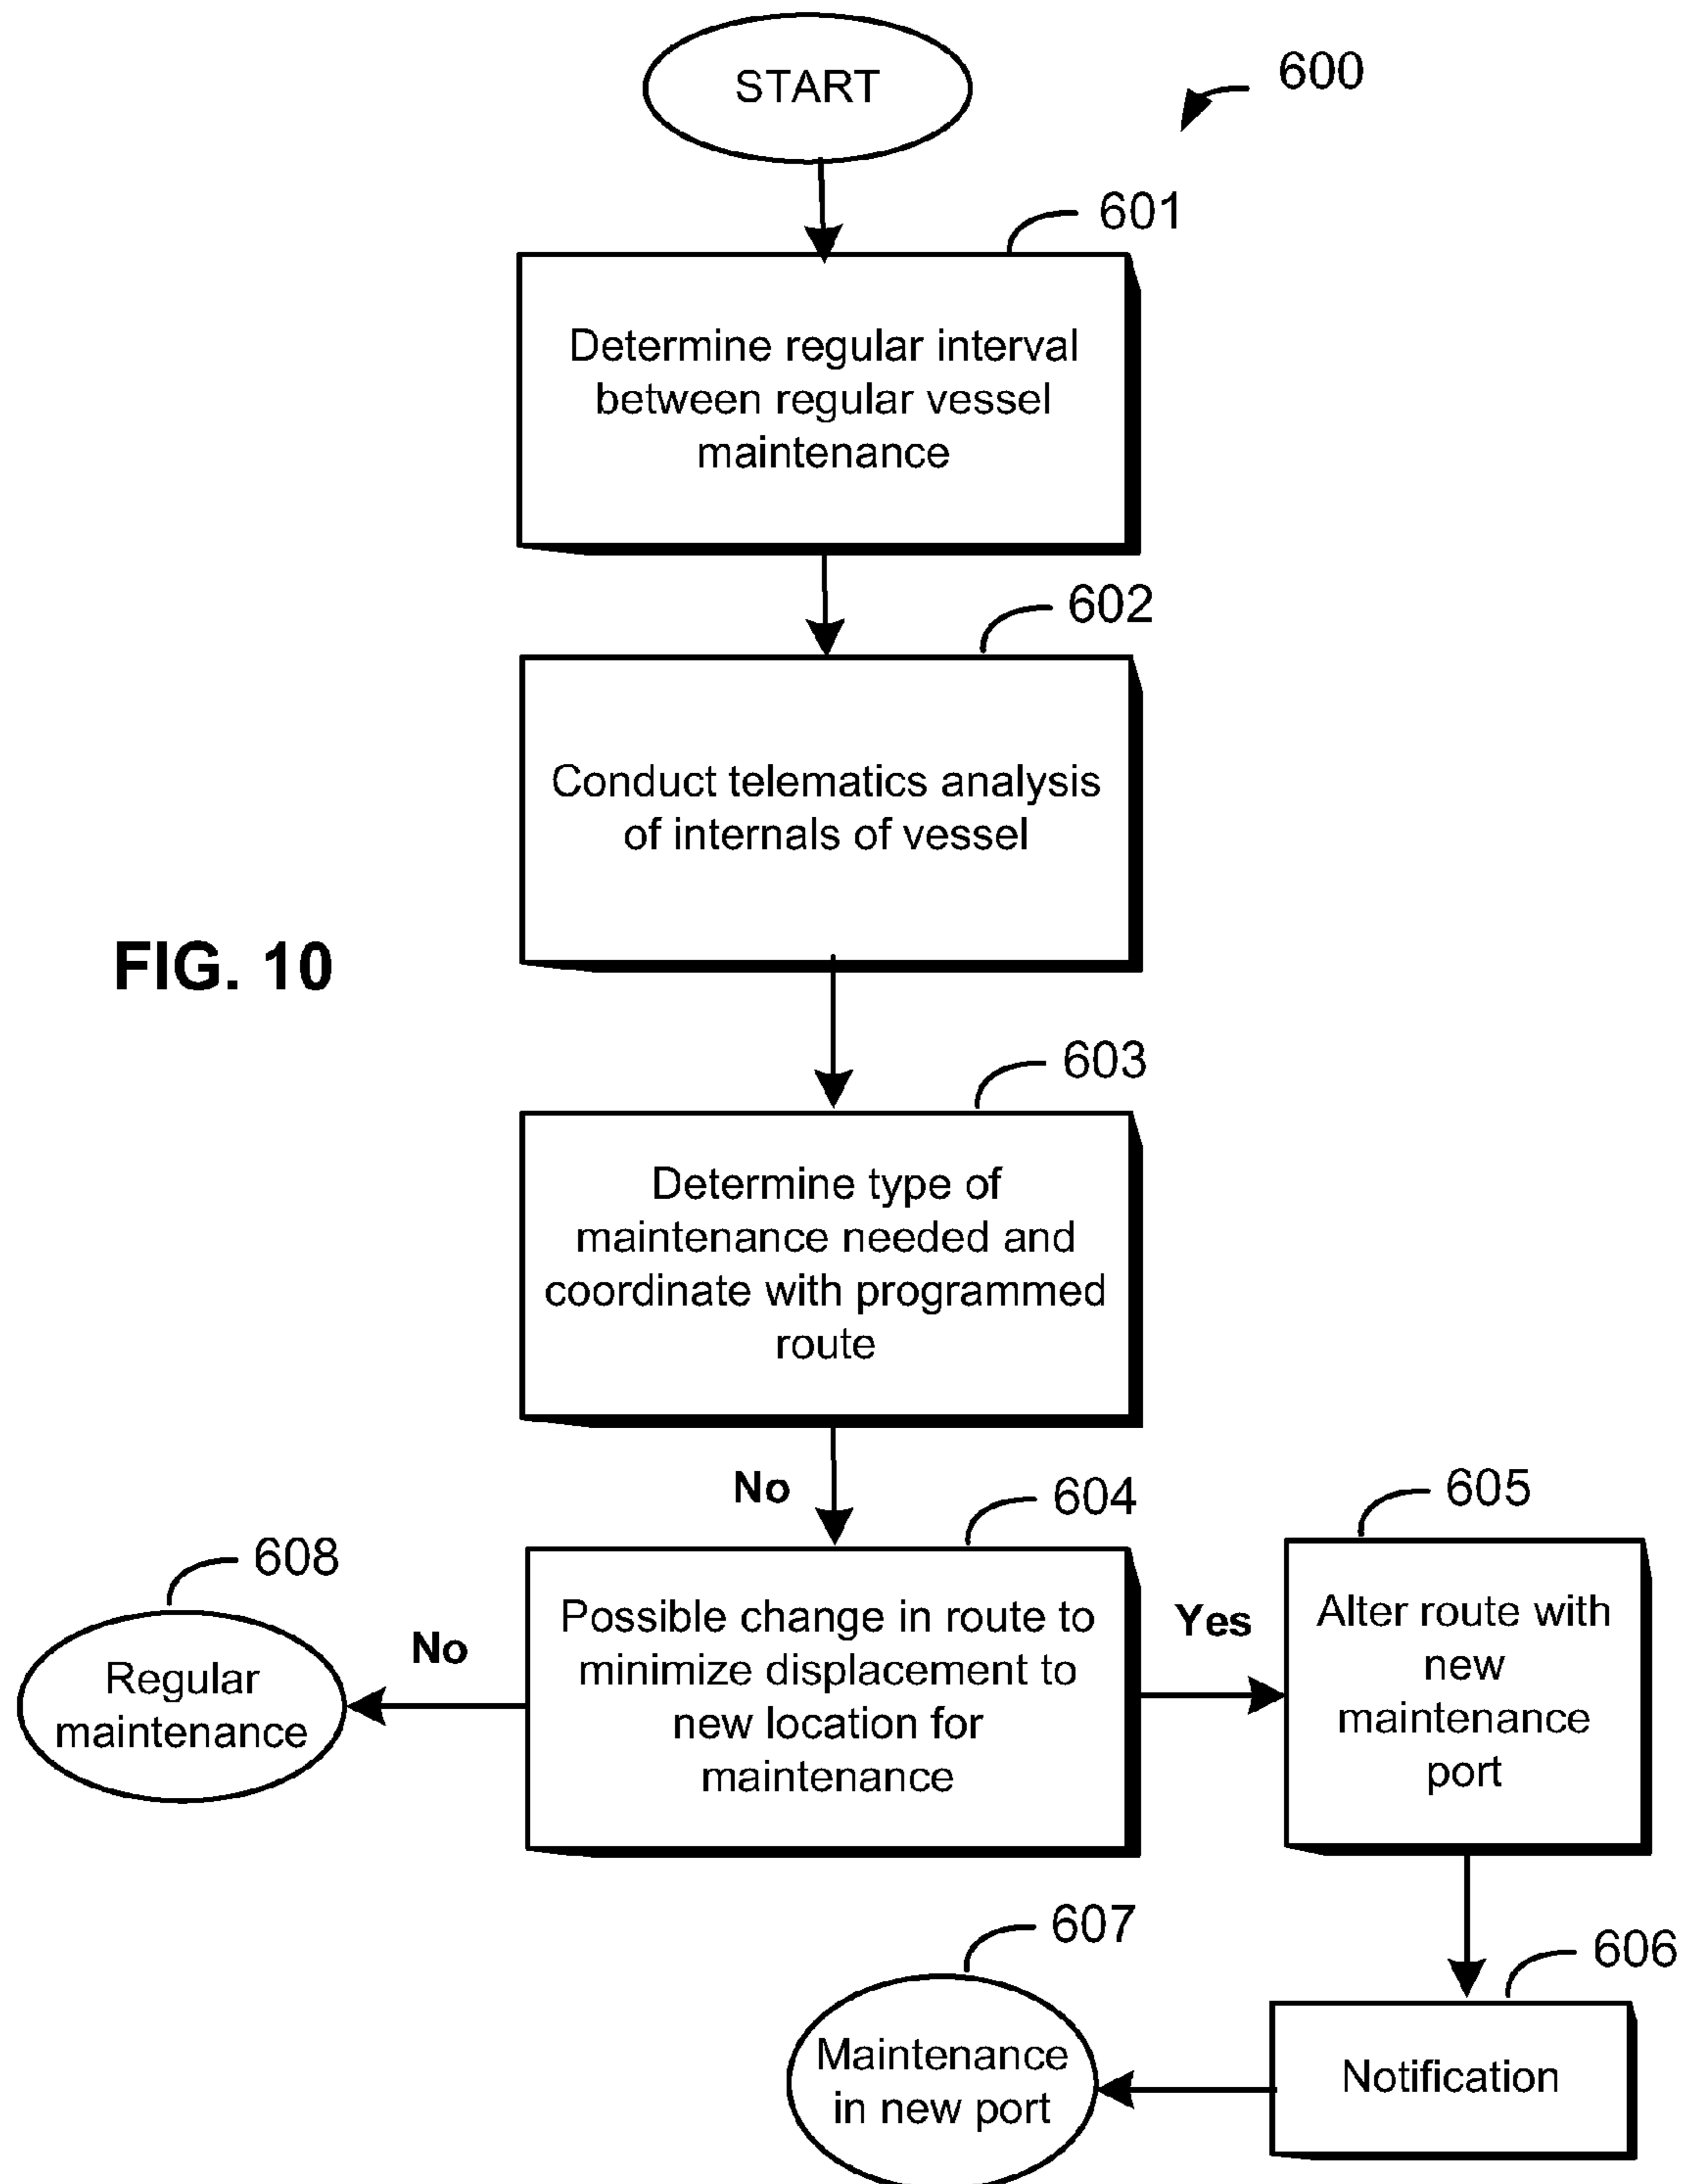 START
600
601
Determine regular interval
between regular vessel
maintenance
602
Conduct telematics analysis
of internals of vessel
FIG. 10
603
Determine type of
maintenance needed and
coordinate with programmed
route
No
604
605
608
Possible change in route to
minimize displacement to
new location for
maintenance
Yes
Alter route with
new
maintenance
port
No
Regular
maintenance
607
606
Maintenance
in new port
Notification